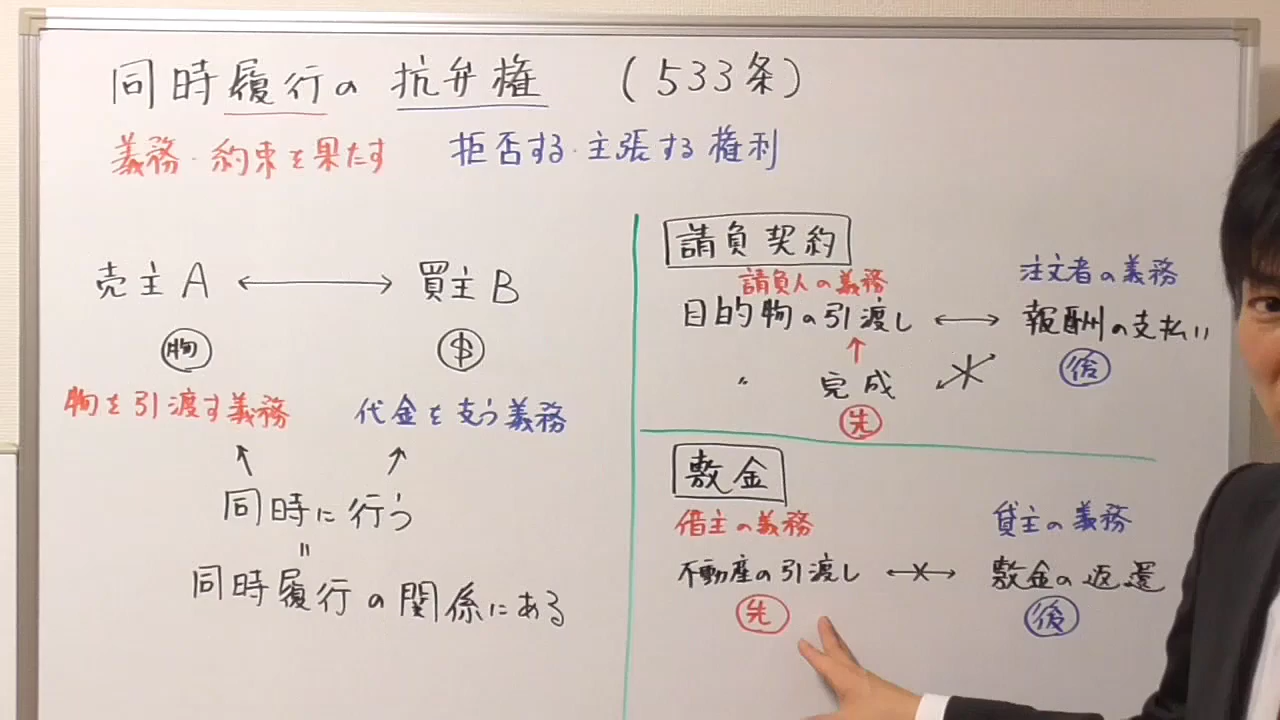 同時履行の抗弁権 (533条)
義務・約束を果たす 拒否する・主張する権利
売主A ⟷ 買主B
物 $
物を引渡す義務 代金を支う義務
同時に行う
=
同時履行の関係にある
請負契約
請負人の義務 注文者の義務
目的物の引渡し ⟷ 報酬の支払い
〃 完成 後
先
敷金
借主の義務 貸主の義務
不動産の引渡し ⟷ 敷金の返還
先 後